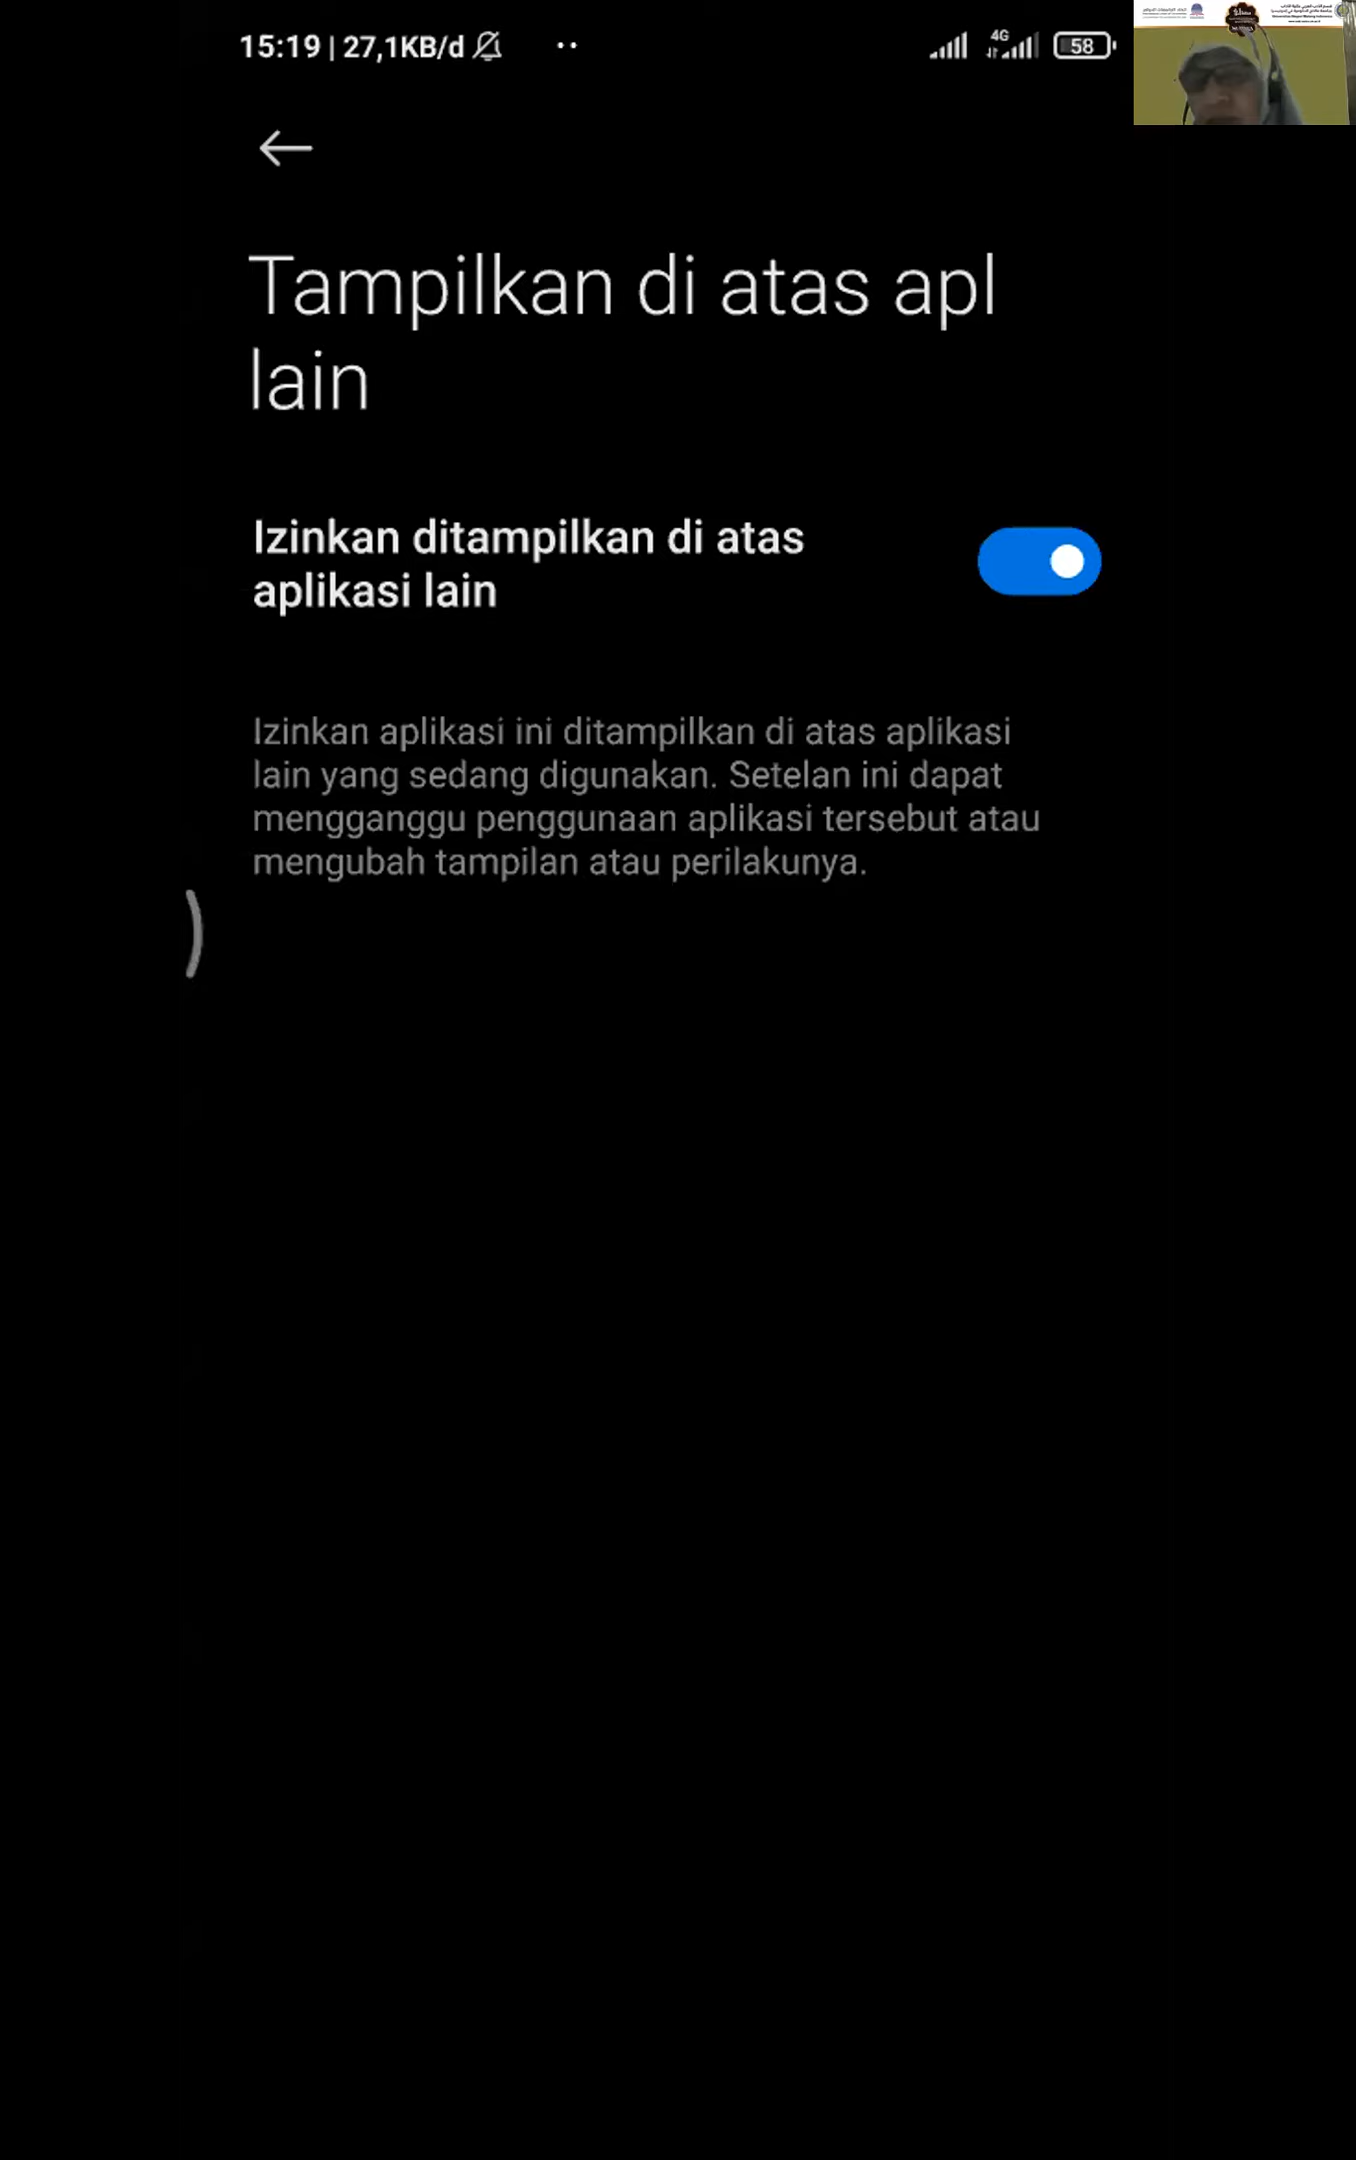 15:19 | 27,1KB/d
4G
58
Tampilkan di atas apl
lain
Izinkan ditampilkan di atas
aplikasi lain
Izinkan aplikasi ini ditampilkan di atas aplikasi
lain yang sedang digunakan. Setelan ini dapat
mengganggu penggunaan aplikasi tersebut atau
mengubah tampilan atau perilakunya.